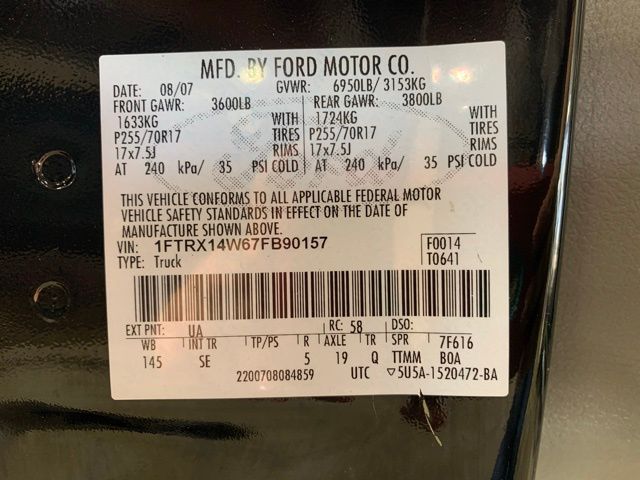 MFD. BY FORD MOTOR CO.
DATE: 08/07 GVWR: 6950LB/ 3153KG
FRONT GAWR: 3600LB REAR GAWR: 3800LB
1633KG WITH 1724KG WITH
P255/70R17 TIRES P255/70R17 TIRES
17x7.5J RIMS 17x7.5J RIMS
AT 240 kPa/ 35 PSI COLD AT 240 kPa/ 35 PSI COLD
THIS VEHICLE CONFORMS TO ALL APPLICABLE FEDERAL MOTOR
VEHICLE SAFETY STANDARDS IN EFFECT ON THE DATE OF
MANUFACTURE SHOWN ABOVE.
VIN: 1FTRX14W67FB90157 F0014
TYPE: Truck T0641
EXT PNT: UA RC: 58 DSO:
WB INT TR TP/PS R AXLE TR SPR 7F616
145 SE 5 19 Q TTMM BOA
2200708084859 UTC ▽5U5A-1520472-BA